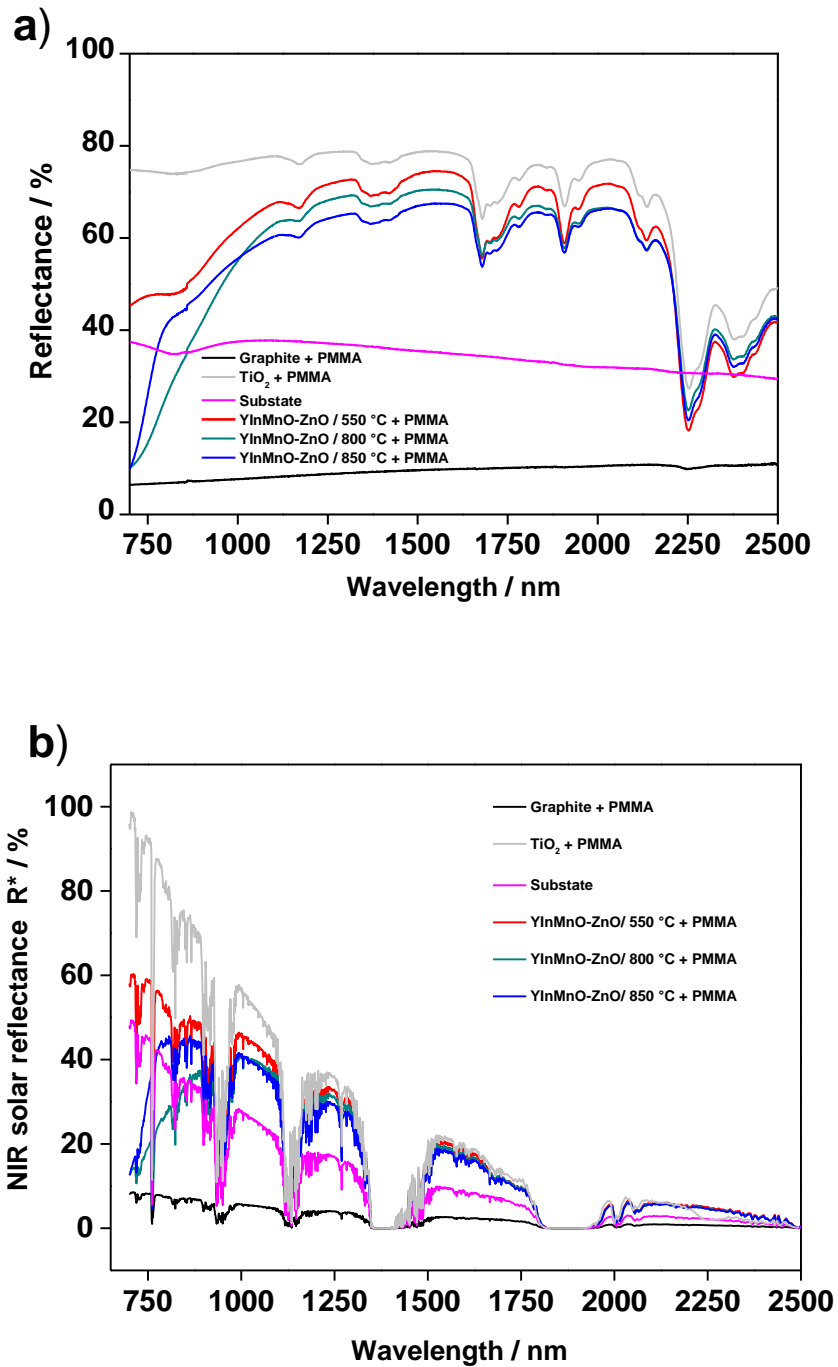 a)
100
80
60
40
20
0
Reflectance / %
Graphite + PMMA
TiO₂ + PMMA
Substrate
YInMnO-ZnO / 550 °C + PMMA
YInMnO-ZnO / 800 °C + PMMA
YInMnO-ZnO / 850 °C + PMMA
750 1000 1250 1500 1750 2000 2250 2500
Wavelength / nm
b)
100
80
60
40
20
0
NIR solar reflectance R* / %
Graphite + PMMA
TiO₂ + PMMA
Substate
YInMnO-ZnO/ 550 °C + PMMA
YInMnO-ZnO/ 800 °C + PMMA
YInMnO-ZnO/ 850 °C + PMMA
750 1000 1250 1500 1750 2000 2250 2500
Wavelength / nm